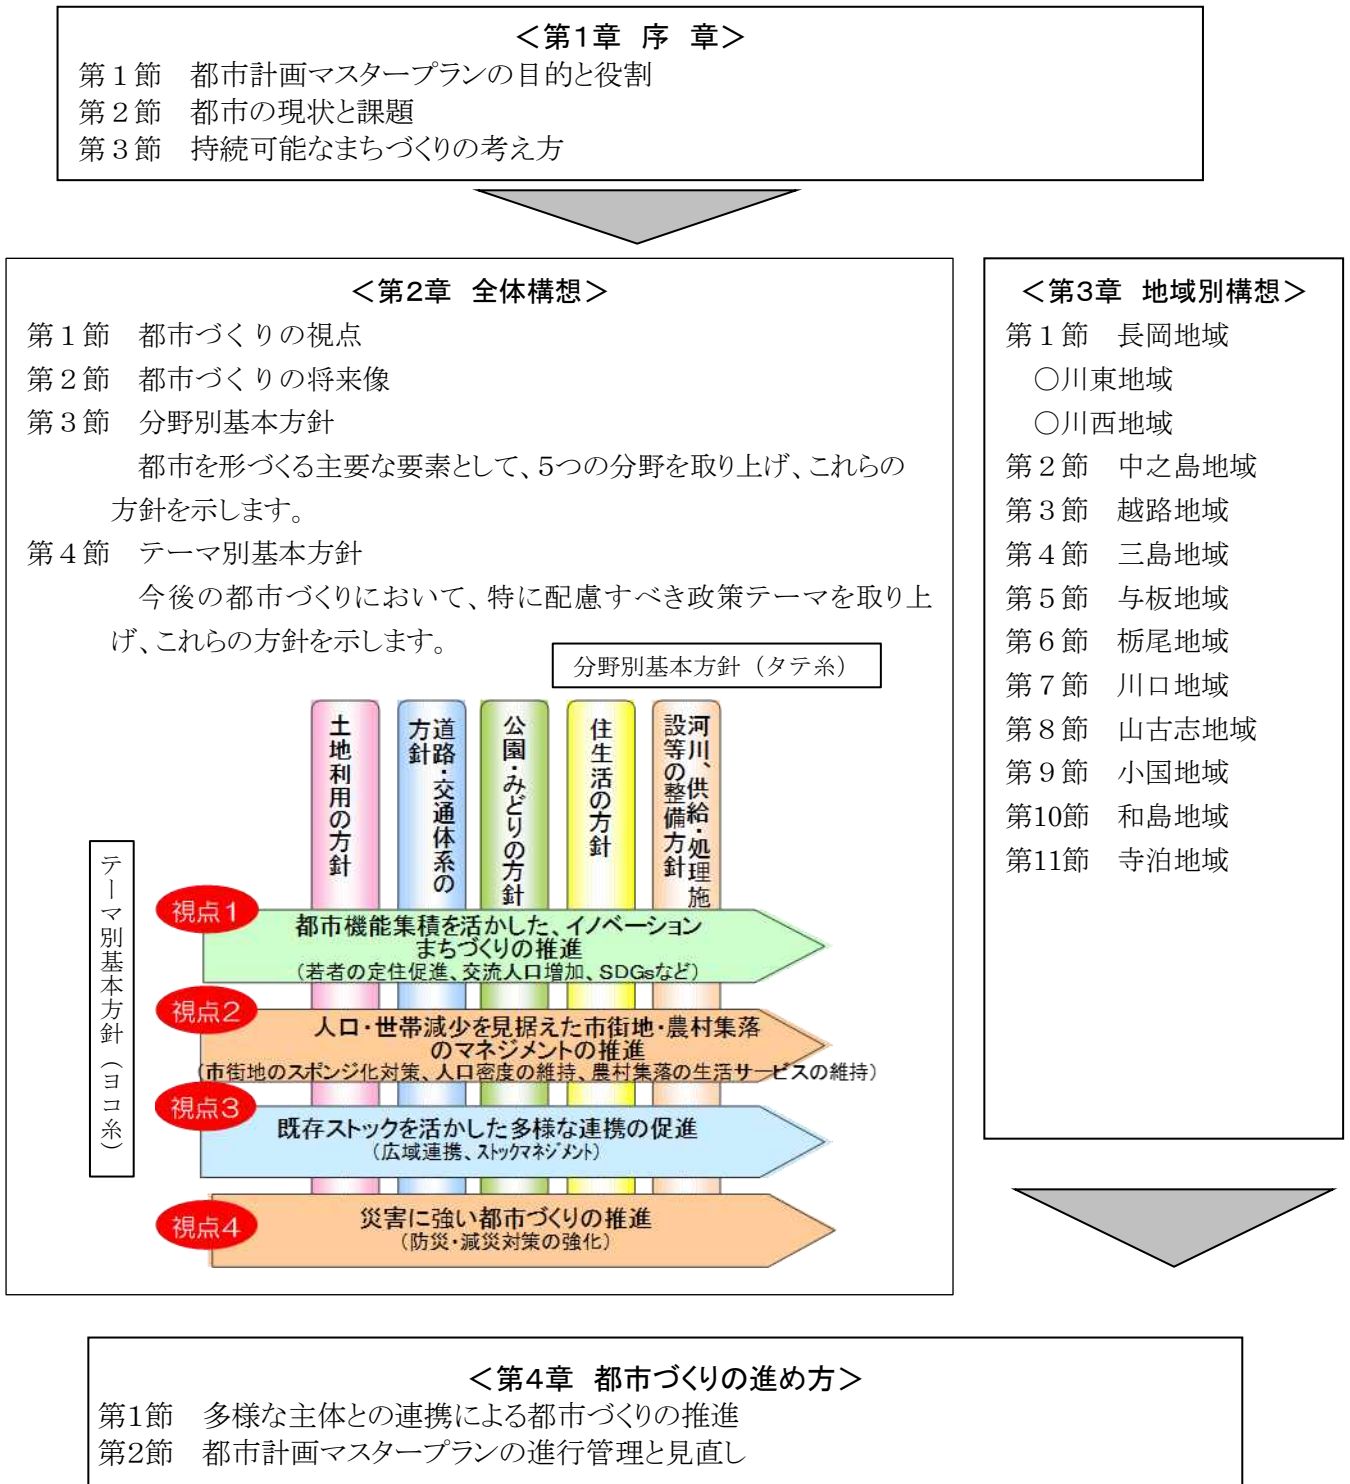 ＜第1章 序 章＞
第１節 都市計画マスタープランの目的と役割
第２節 都市の現状と課題
第３節 持続可能なまちづくりの考え方
＜第2章 全体構想＞
第１節 都市づくりの視点
第２節 都市づくりの将来像
第３節 分野別基本方針
都市を形づくる主要な要素として、5つの分野を取り上げ、これらの
方針を示します。
第４節 テーマ別基本方針
今後の都市づくりにおいて、特に配慮すべき政策テーマを取り上
げ、これらの方針を示します。
分野別基本方針（タテ糸）
土地利用の方針
道路・交通体系の
方針
公園・みどりの方針
住生活の方針
河川、供給・処理施
設等の整備方針
テーマ別基本方針（ヨコ糸）
視点1
都市機能集積を活かした、イノベーション
まちづくりの推進
（若者の定住促進、交流人口増加、SDGsなど）
視点2
人口・世帯減少を見据えた市街地・農村集落
のマネジメントの推進
（市街地のスポンジ化対策、人口密度の維持、農村集落の生活サービスの維持）
視点3
既存ストックを活かした多様な連携の促進
（広域連携、ストックマネジメント）
視点4
災害に強い都市づくりの推進
（防災・減災対策の強化）
＜第3章 地域別構想＞
第１節 長岡地域
○川東地域
○川西地域
第２節 中之島地域
第３節 越路地域
第４節 三島地域
第５節 与板地域
第６節 栃尾地域
第７節 川口地域
第８節 山古志地域
第９節 小国地域
第10節 和島地域
第11節 寺泊地域
＜第4章 都市づくりの進め方＞
第1節 多様な主体との連携による都市づくりの推進
第2節 都市計画マスタープランの進行管理と見直し